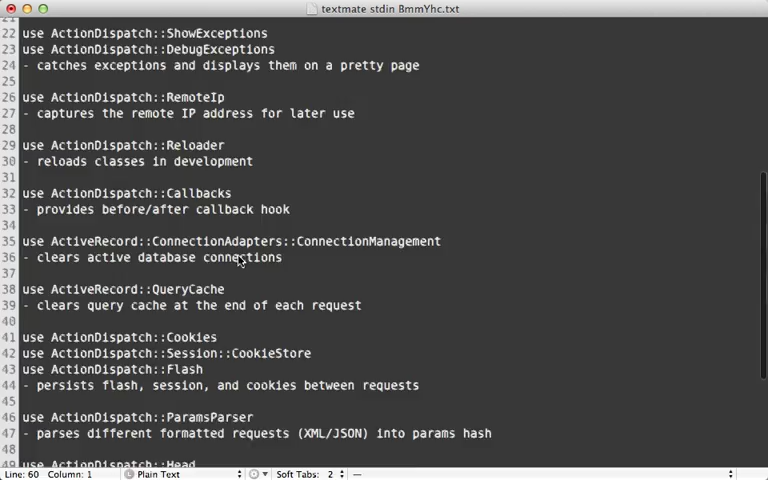 textmate stdin BmmYhc.txt
21
22 use ActionDispatch::ShowExceptions
23 use ActionDispatch::DebugExceptions
24 - catches exceptions and displays them on a pretty page
25
26 use ActionDispatch::RemoteIp
27 - captures the remote IP address for later use
28
29 use ActionDispatch::Reloader
30 - reloads classes in development
31
32 use ActionDispatch::Callbacks
33 - provides before/after callback hook
34
35 use ActiveRecord::ConnectionAdapters::ConnectionManagement
36 - clears active database connections
37
38 use ActiveRecord::QueryCache
39 - clears query cache at the end of each request
40
41 use ActionDispatch::Cookies
42 use ActionDispatch::Session::CookieStore
43 use ActionDispatch::Flash
44 - persists flash, session, and cookies between requests
45
46 use ActionDispatch::ParamsParser
47 - parses different formatted requests (XML/JSON) into params hash
48
49 use ActionDispatch::Head
Line: 60 Column: 1 Plain Text Soft Tabs: 2 —